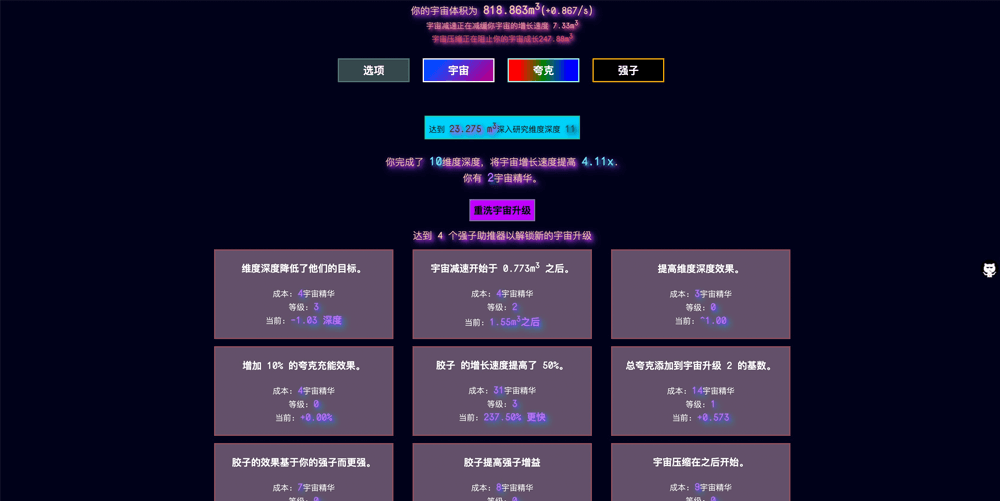 你的宇宙体积为 818.863m³(+0.867/s)
宇宙减速正在减缓你宇宙的增长速度 7.33m³
宇宙压缩正在阻止你的宇宙成长247.88m³
选项 宇宙 夸克 强子
达到 23.275 m³深入研究维度深度 11
你完成了 10维度深度, 将宇宙增长速度提高 4.11x.
你有 2宇宙精华。
重洗宇宙升级
达到 4 个强子助推器以解锁新的宇宙升级
维度深度降低了他们的目标。
成本: 4宇宙精华
等级: 3
当前: -1.03 深度
宇宙减速开始于 0.773m³ 之后。
成本: 4宇宙精华
等级: 2
当前: 1.55m³之后
提高维度深度效果。
成本: 3宇宙精华
等级: 0
当前: ^1.00
增加 10% 的夸克充能效果。
成本: 4宇宙精华
等级: 0
当前: +0.00%
胶子 的增长速度提高了 50%。
成本: 31宇宙精华
等级: 3
当前: 237.50% 更快
总夸克添加到宇宙升级 2 的基数。
成本: 14宇宙精华
等级: 1
当前: +0.573
胶子的效果基于你的强子而更强。
成本: 7宇宙精华
胶子提高强子增益
成本: 8宇宙精华
宇宙压缩在之后开始。
成本: 9宇宙精华